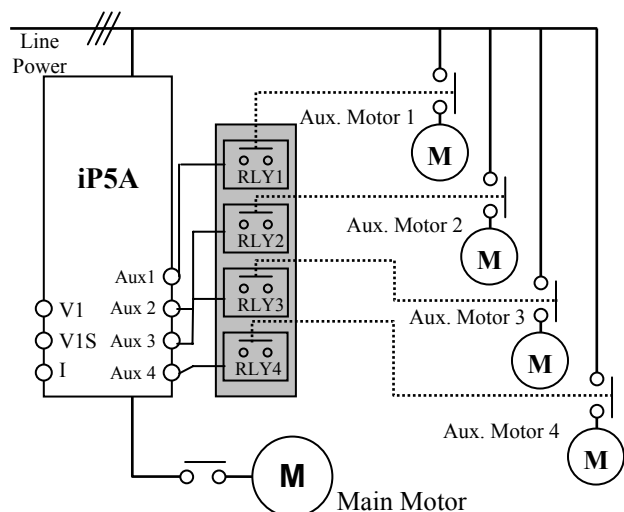 Line
Power
iP5A
Aux. Motor 1
M
RLY1
Aux. Motor 2
M
RLY2
Aux1
V1
Aux 2
RLY3
Aux. Motor 3
M
V1S
Aux 3
I
Aux 4
RLY4
Aux. Motor 4
M
M
Main Motor